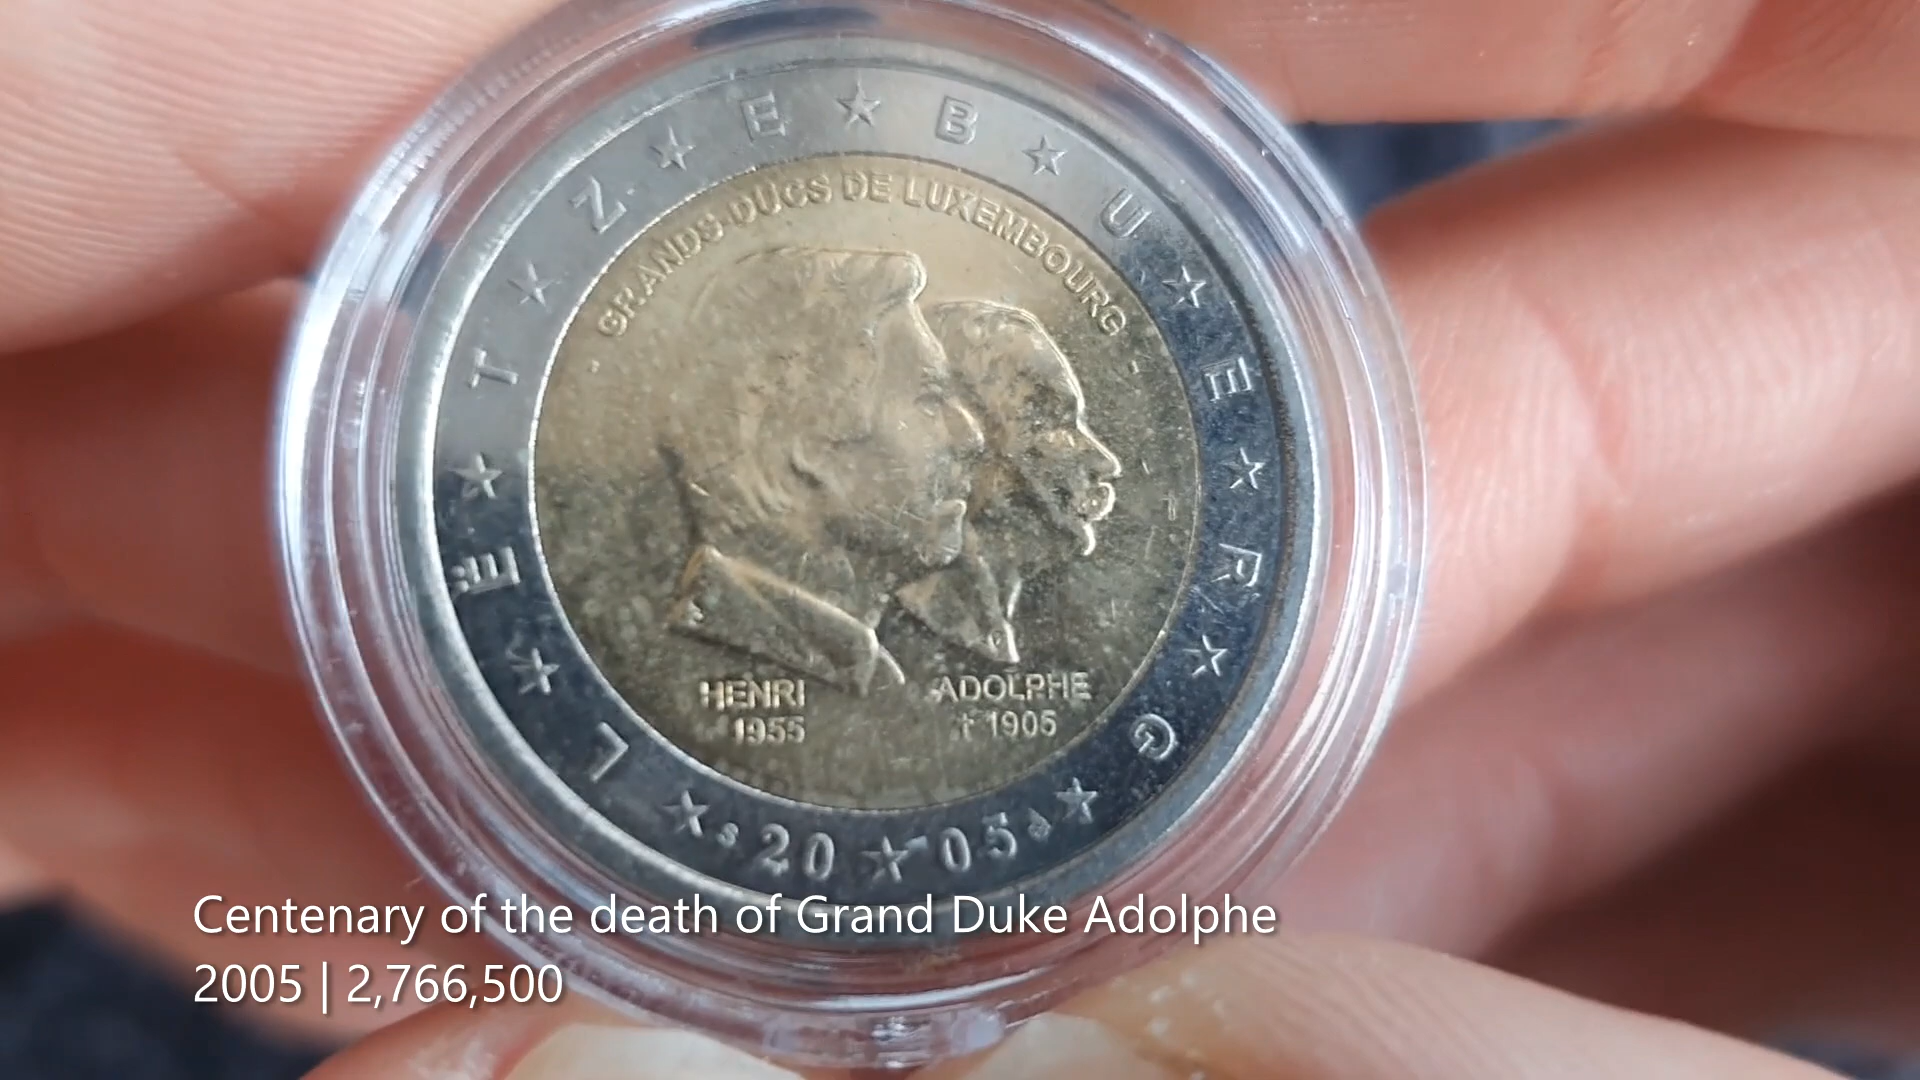 LËTZEBUERG
GRANDS-DUCS DE LUXEMBOURG
HENRI
1955
ADOLPHE
† 1905
S 20 05
Centenary of the death of Grand Duke Adolphe
2005 | 2,766,500